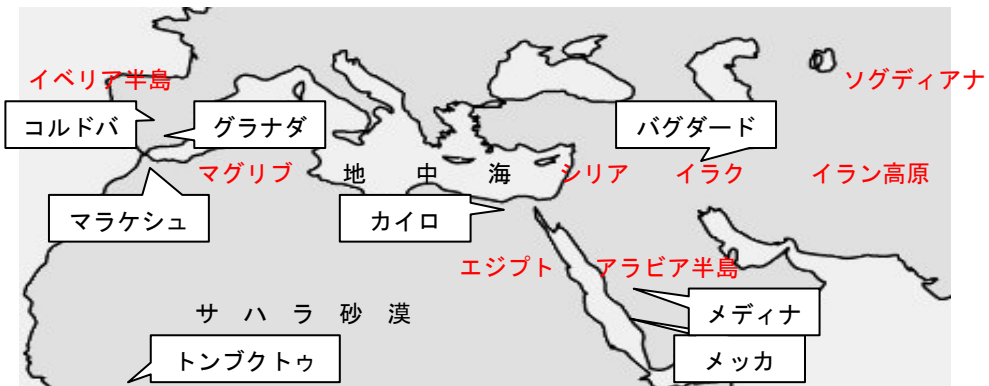 イベリア半島
ソグディアナ
コルドバ
グラナダ
バグダード
マグリブ
地中海
シリア
イラク
イラン高原
マラケシュ
カイロ
エジプト
アラビア半島
サハラ砂漠
メディナ
トンブクトゥ
メッカ